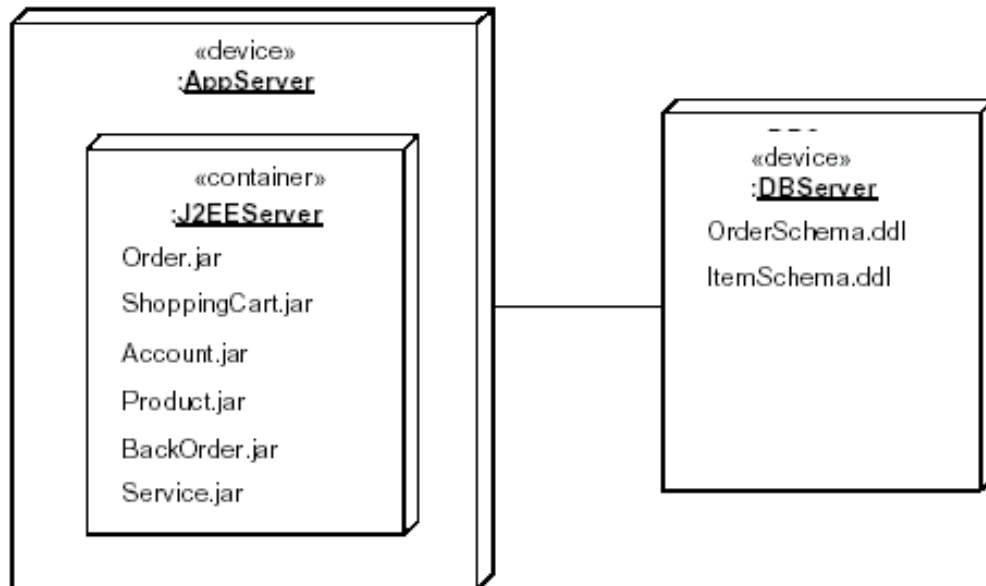 «device»
:AppServer
«container»
:J2EEServer
Order.jar
ShoppingCart.jar
Account.jar
Product.jar
BackOrder.jar
Service.jar
«device»
:DBServer
OrderSchema.ddl
ItemSchema.ddl